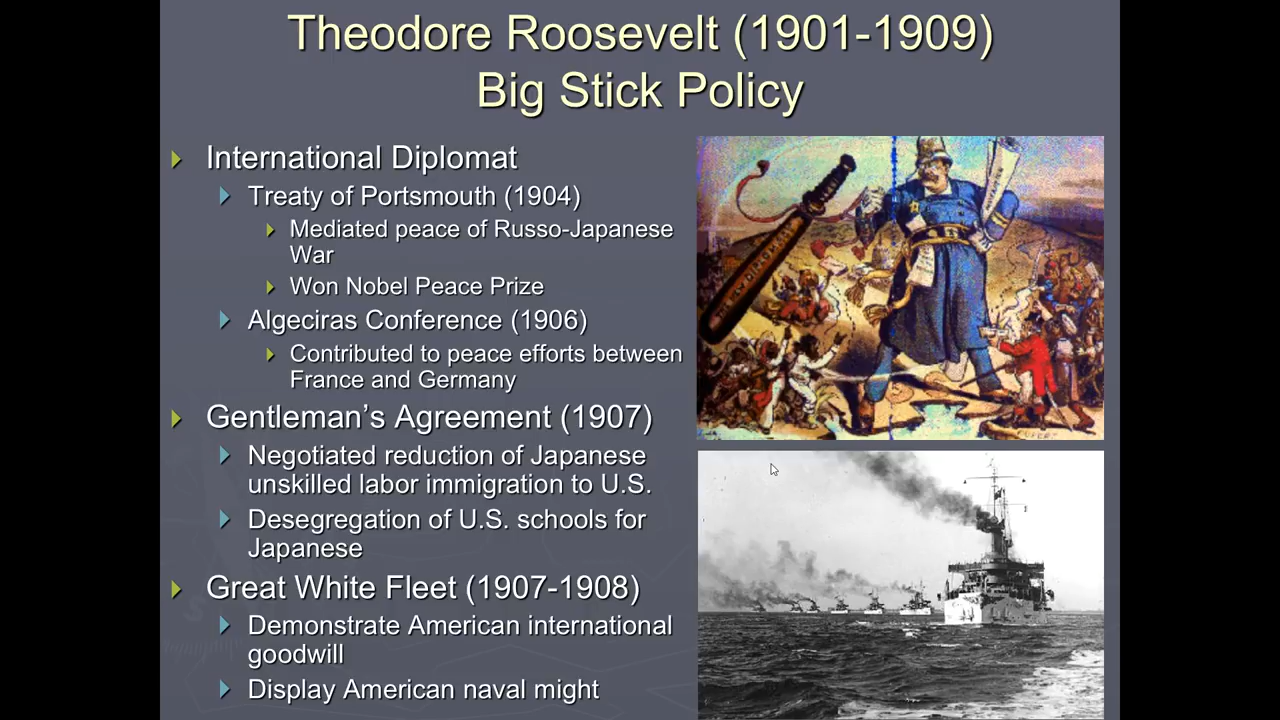 Theodore Roosevelt (1901-1909)
Big Stick Policy
International Diplomat
Treaty of Portsmouth (1904)
Mediated peace of Russo-Japanese
War
Won Nobel Peace Prize
Algeciras Conference (1906)
Contributed to peace efforts between
France and Germany
Gentleman’s Agreement (1907)
Negotiated reduction of Japanese
unskilled labor immigration to U.S.
Desegregation of U.S. schools for
Japanese
Great White Fleet (1907-1908)
Demonstrate American international
goodwill
Display American naval might
THE NEW DIPLOMACY